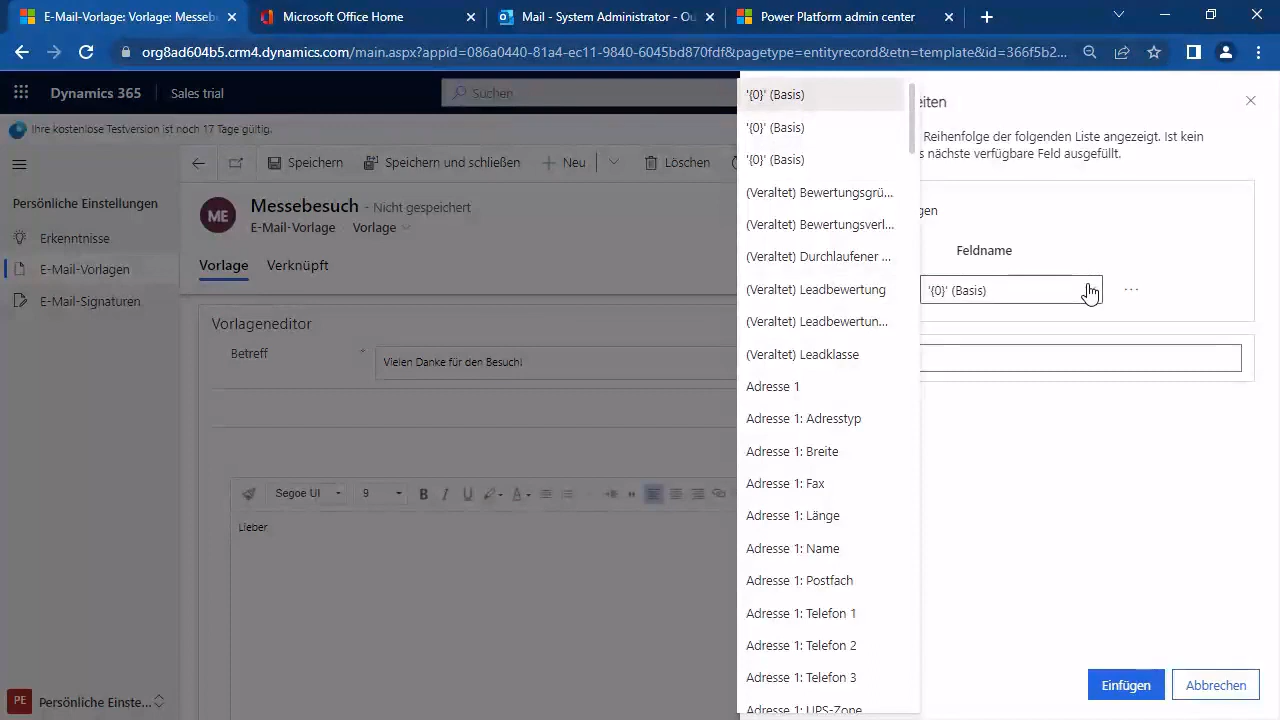 E-Mail-Vorlage: Vorlage: Messeb
Microsoft Office Home
Mail - System Administrator - Ou
Power Platform admin center
org8ad604b5.crm4.dynamics.com/main.aspx?appid=086a0440-81a4-ec11-9840-6045bd870fdf&pagetype=entityrecord&etn=template&id=366f5b2...
Dynamics 365
Sales trial
Suchen
Ihre kostenlose Testversion ist noch 17 Tage gültig.
Speichern
Speichern und schließen
Neu
Löschen
Persönliche Einstellungen
Erkenntnisse
E-Mail-Vorlagen
E-Mail-Signaturen
ME
Messebesuch - Nicht gespeichert
E-Mail-Vorlage
Vorlage
Vorlage
Verknüpft
Vorlageneditor
Betreff
*
Vielen Danke für den Besuch!
Segoe UI
9
B I U
A
Lieber
PE
Persönliche Einste...
'{0}' (Basis)
'{0}' (Basis)
'{0}' (Basis)
(Veraltet) Bewertungsgrü...
(Veraltet) Bewertungsverl...
(Veraltet) Durchlaufener ...
(Veraltet) Leadbewertung
(Veraltet) Leadbewertun...
(Veraltet) Leadklasse
Adresse 1
Adresse 1: Adresstyp
Adresse 1: Breite
Adresse 1: Fax
Adresse 1: Länge
Adresse 1: Name
Adresse 1: Postfach
Adresse 1: Telefon 1
Adresse 1: Telefon 2
Adresse 1: Telefon 3
Adresse 1: UPS-Zone
eiten
Reihenfolge der folgenden Liste angezeigt. Ist kein
s nächste verfügbare Feld ausgefüllt.
gen
Feldname
'{0}' (Basis)
...
Einfügen
Abbrechen